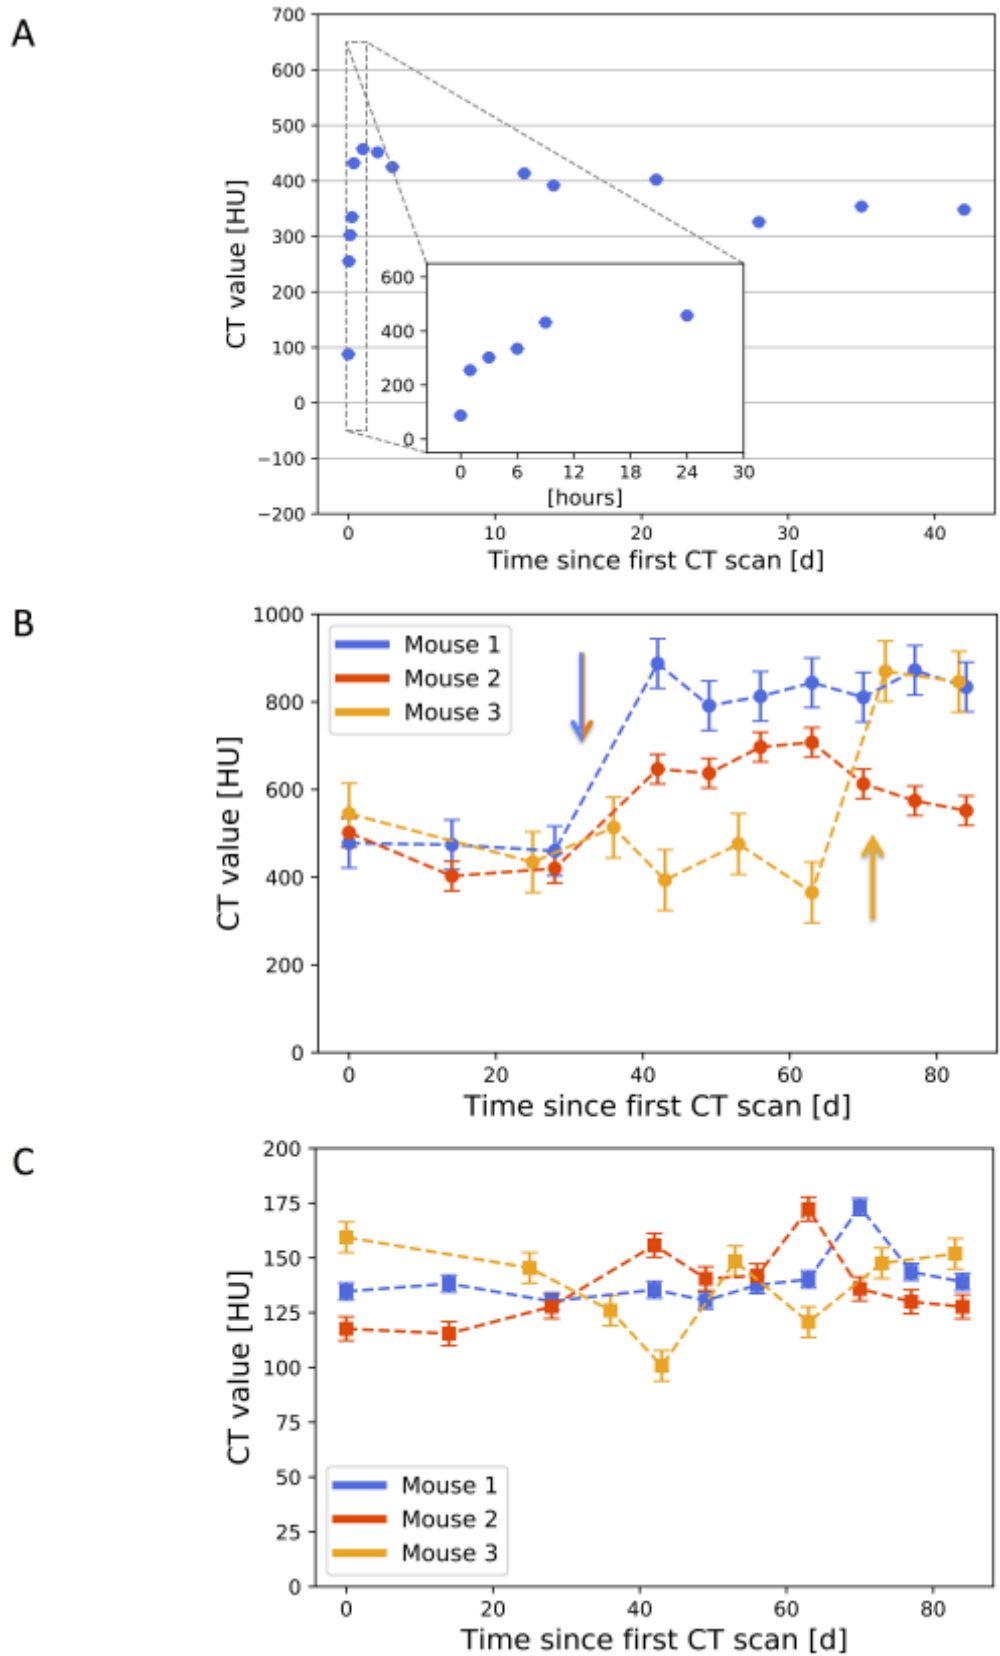 A
700
600
500
400
300
200
100
0
−100
−200
CT value [HU]
600
400
200
0
0 6 12 18 24 30
[hours]
0 10 20 30 40
Time since first CT scan [d]
B
1000
800
600
400
200
0
CT value [HU]
Mouse 1
Mouse 2
Mouse 3
0 20 40 60 80
Time since first CT scan [d]
C
200
175
150
125
100
75
50
25
0
CT value [HU]
Mouse 1
Mouse 2
Mouse 3
0 20 40 60 80
Time since first CT scan [d]